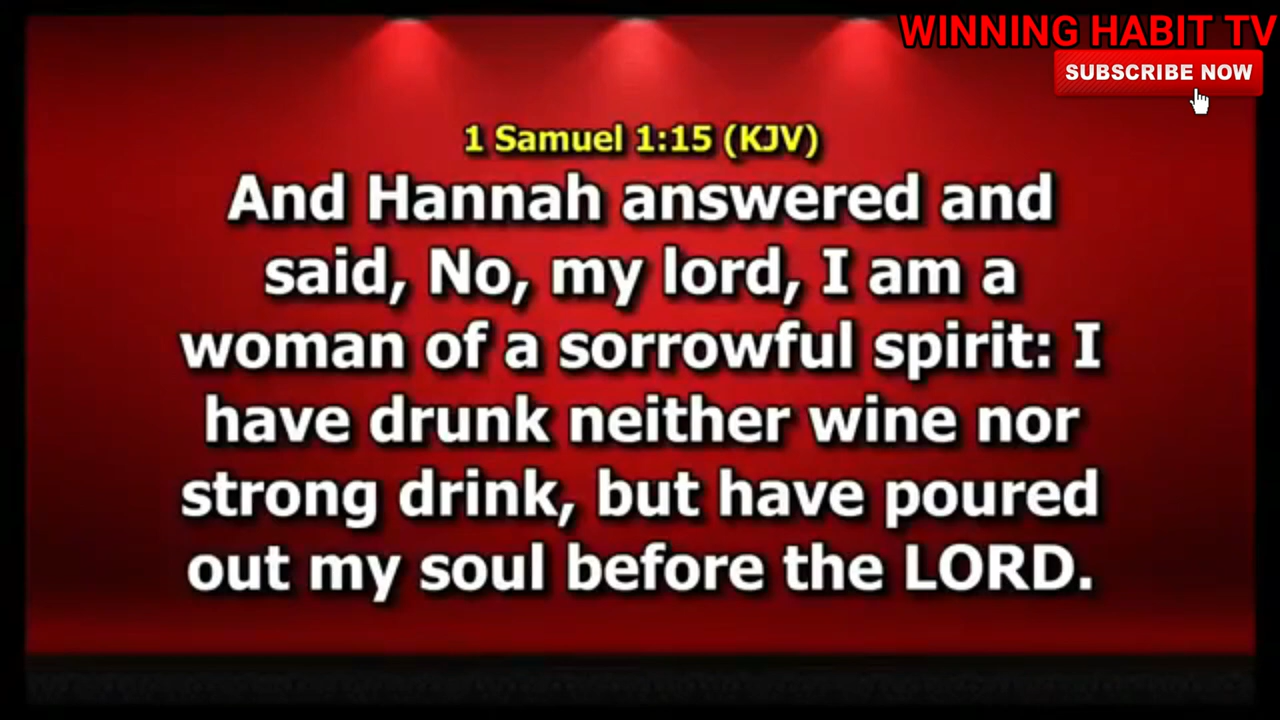 WINNING HABIT TV
SUBSCRIBE NOW
1 Samuel 1:15 (KJV)
And Hannah answered and
said, No, my lord, I am a
woman of a sorrowful spirit: I
have drunk neither wine nor
strong drink, but have poured
out my soul before the LORD.